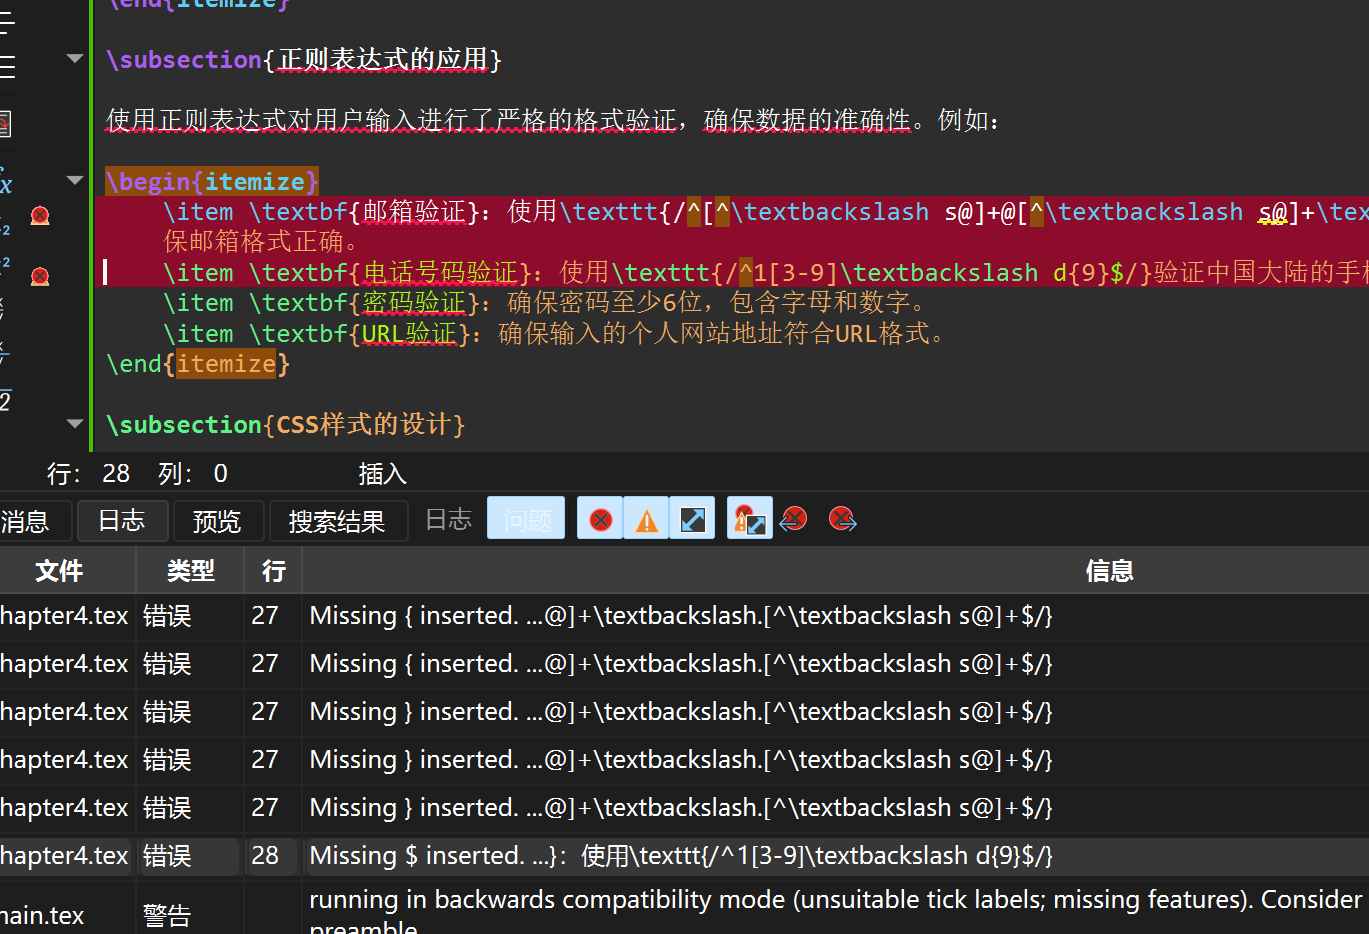 \end{itemize}
\subsection{正则表达式的应用}
使用正则表达式对用户输入进行了严格的格式验证，确保数据的准确性。例如：
\begin{itemize}
\item \textbf{邮箱验证}：使用\texttt{/^[^\textbackslash s@]+@[^\textbackslash s@]+\tex
保邮箱格式正确。
\item \textbf{电话号码验证}：使用\texttt{/^1[3-9]\textbackslash d{9}$/}验证中国大陆的手
\item \textbf{密码验证}：确保密码至少6位，包含字母和数字。
\item \textbf{URL验证}：确保输入的个人网站地址符合URL格式。
\end{itemize}
\subsection{CSS样式的设计}
行： 28 列： 0 插入
消息 日志 预览 搜索结果 日志 问题
文件 类型 行 信息
hapter4.tex 错误 27 Missing { inserted. ...@]+\textbackslash.[^\textbackslash s@]+$/}
hapter4.tex 错误 27 Missing { inserted. ...@]+\textbackslash.[^\textbackslash s@]+$/}
hapter4.tex 错误 27 Missing } inserted. ...@]+\textbackslash.[^\textbackslash s@]+$/}
hapter4.tex 错误 27 Missing } inserted. ...@]+\textbackslash.[^\textbackslash s@]+$/}
hapter4.tex 错误 27 Missing } inserted. ...@]+\textbackslash.[^\textbackslash s@]+$/}
hapter4.tex 错误 28 Missing $ inserted. ...}：使用\texttt{/^1[3-9]\textbackslash d{9}$/}
main.tex 警告 running in backwards compatibility mode (unsuitable tick labels; missing features). Consider
preamble